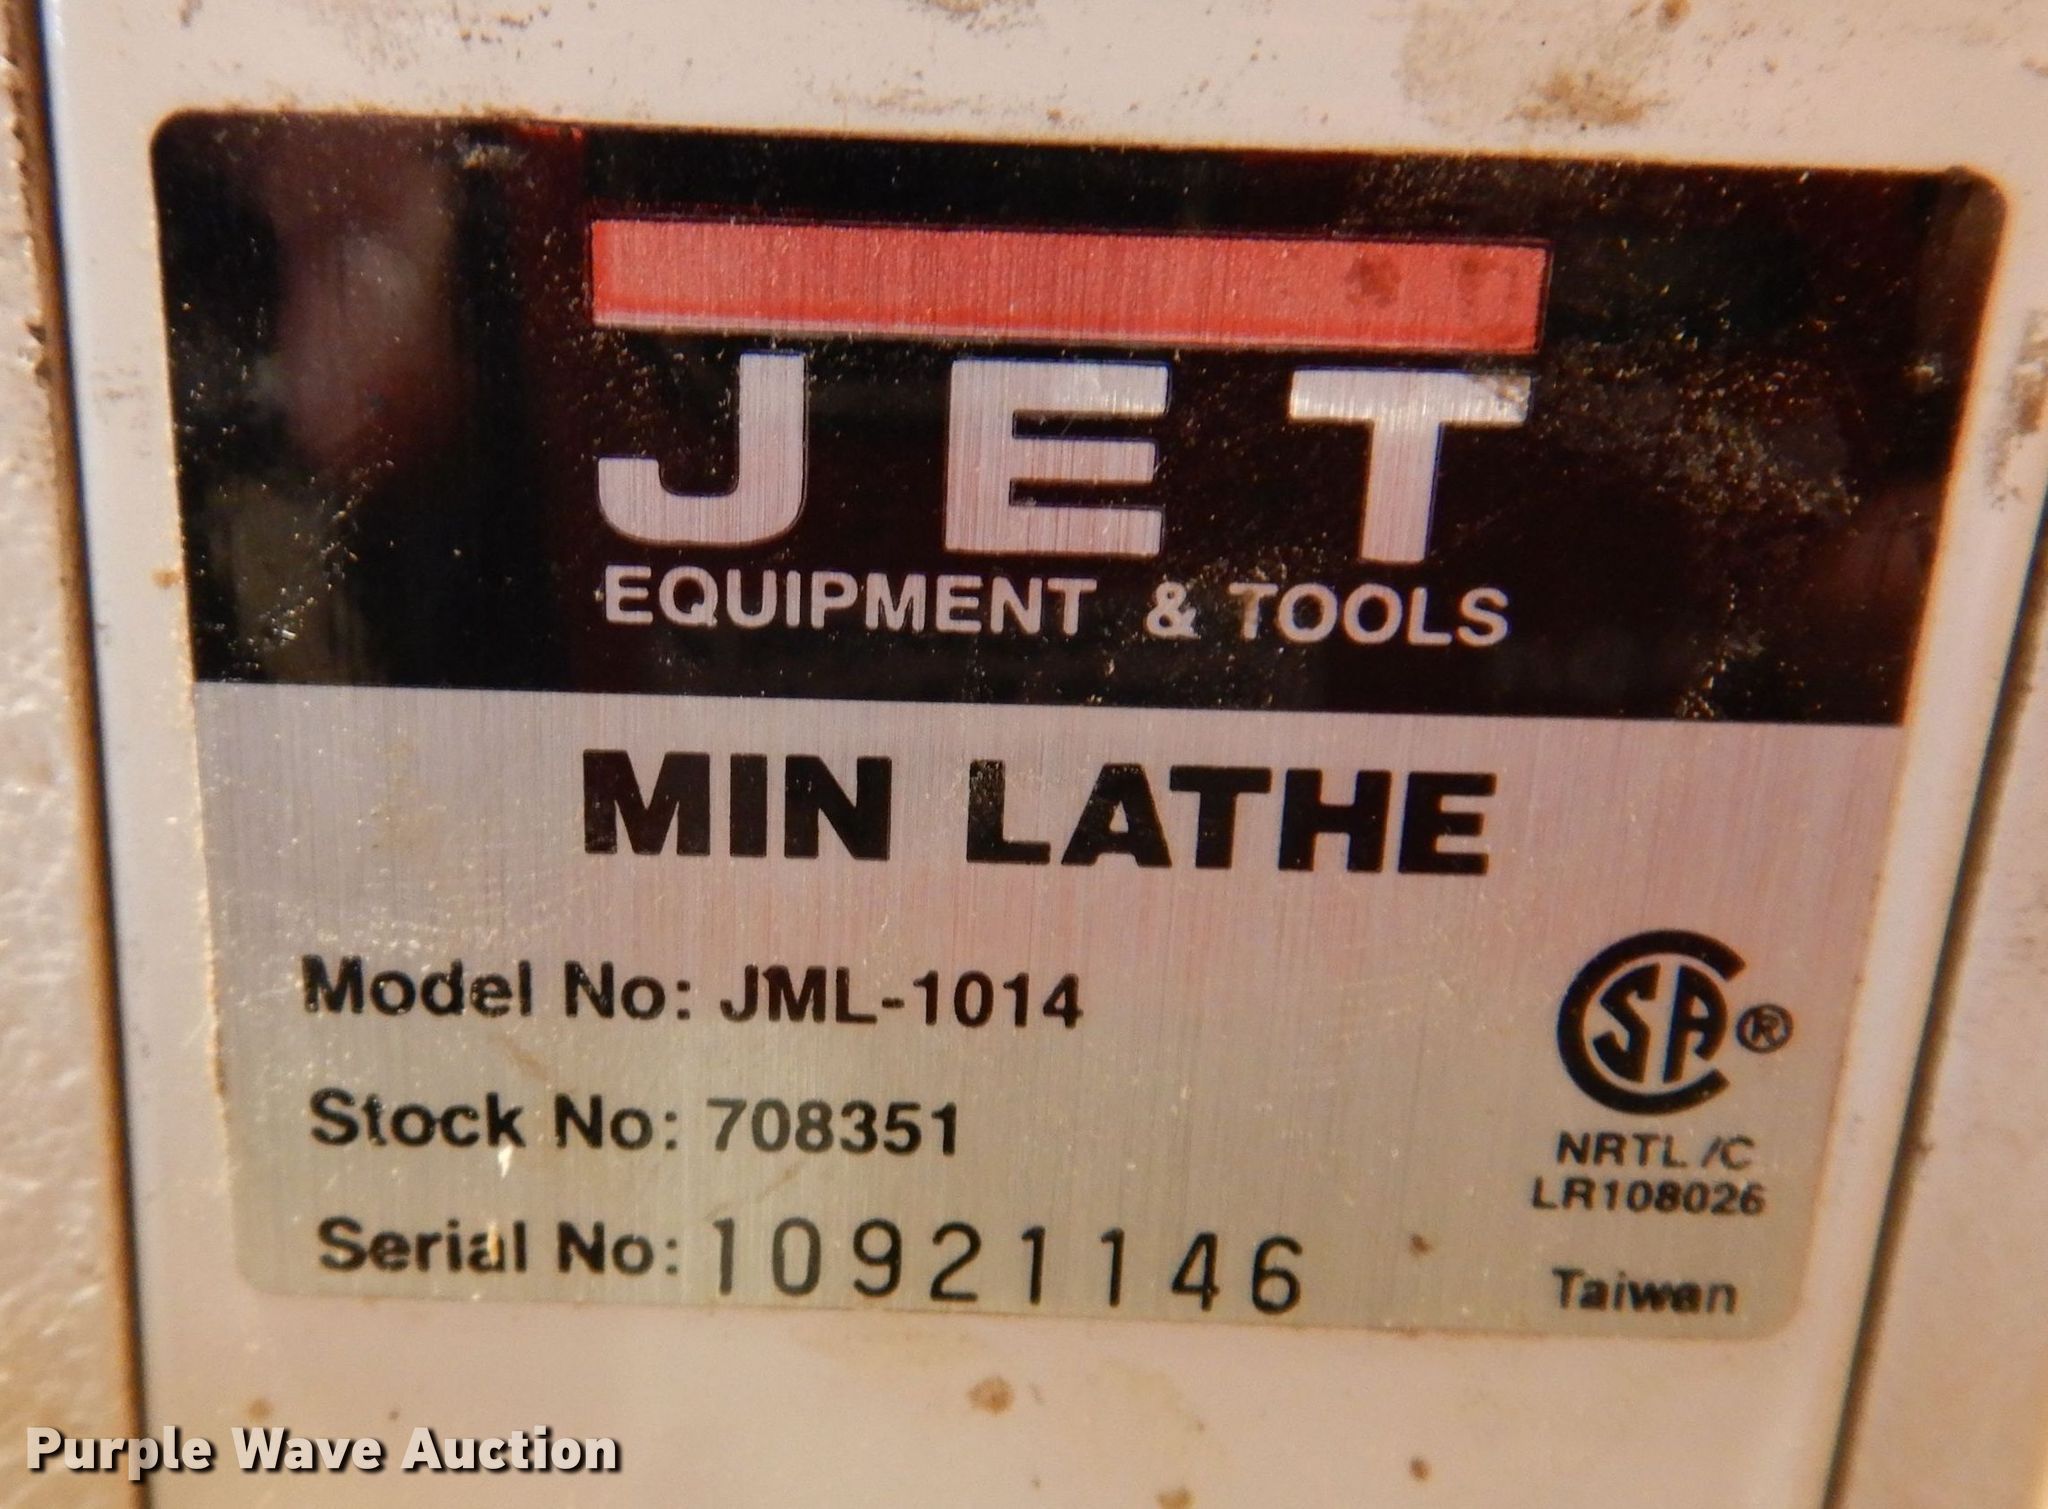 JET
EQUIPMENT & TOOLS
MIN LATHE
Model No: JML-1014
Stock No: 708351
Serial No: 10921146
CSA ®
NRTL /C
LR108026
Taiwan
Purple Wave Auction